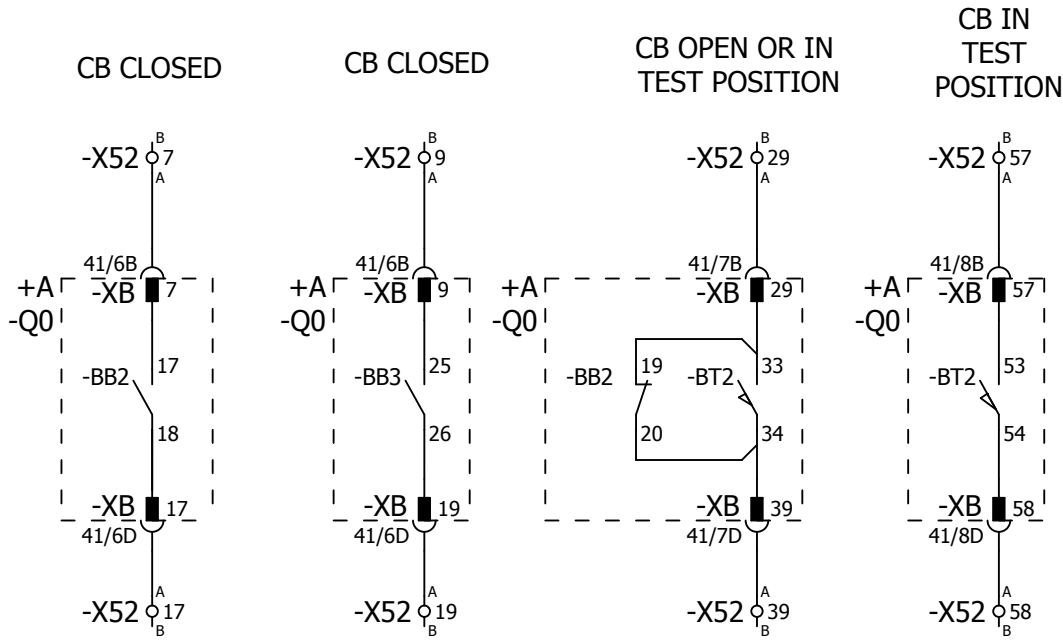 CB CLOSED
CB CLOSED
CB OPEN OR IN
TEST POSITION
CB IN
TEST
POSITION
B
-X52 7
A
B
-X52 9
A
B
-X52 29
A
B
-X52 57
A
41/6B
41/6B
41/7B
41/8B
+A -XB 7
-Q0
+A -XB 9
-Q0
+A -XB 29
-Q0
+A -XB 57
-Q0
17
-BB2
18
25
-BB3
26
19
-BB2
20
33
-BT2
34
53
-BT2
54
-XB 17
-XB 19
-XB 39
-XB 58
41/6D
41/6D
41/7D
41/8D
A
-X52 17
B
A
-X52 19
B
A
-X52 39
B
A
-X52 58
B